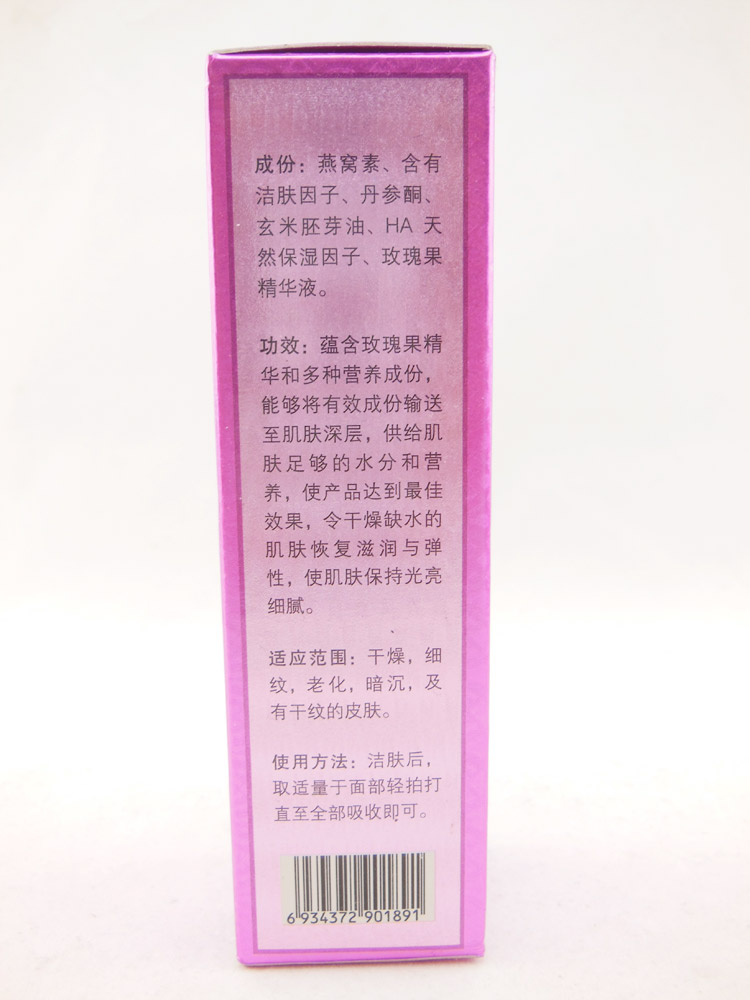 成份：燕窝素、含有
洁肤因子、丹参酮、
玄米胚芽油、HA 天
然保湿因子、玫瑰果
精华液。
功效：蕴含玫瑰果精
华和多种营养成份，
能够将有效成份输送
至肌肤深层，供给肌
肤足够的水分和营
养，使产品达到最佳
效果，令干燥缺水的
肌肤恢复滋润与弹
性，使肌肤保持光亮
细腻。
适应范围：干燥，细
纹，老化，暗沉，及
有干纹的皮肤。
使用方法：洁肤后，
取适量于面部轻拍打
直至全部吸收即可。
6 934372 901891